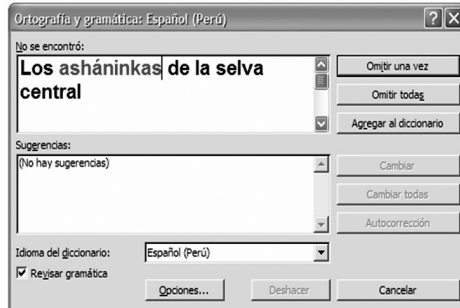 Ortografía y gramática: Español (Perú)
No se encontró:
Los asháninkas de la selva
central
Omitir una vez
Omitir todas
Agregar al diccionario
Sugerencias:
(No hay sugerencias)
Cambiar
Cambiar todas
Autocorrección
Idioma del diccionario:
Español (Perú)
Revisar gramática
Opciones...
Deshacer
Cancelar